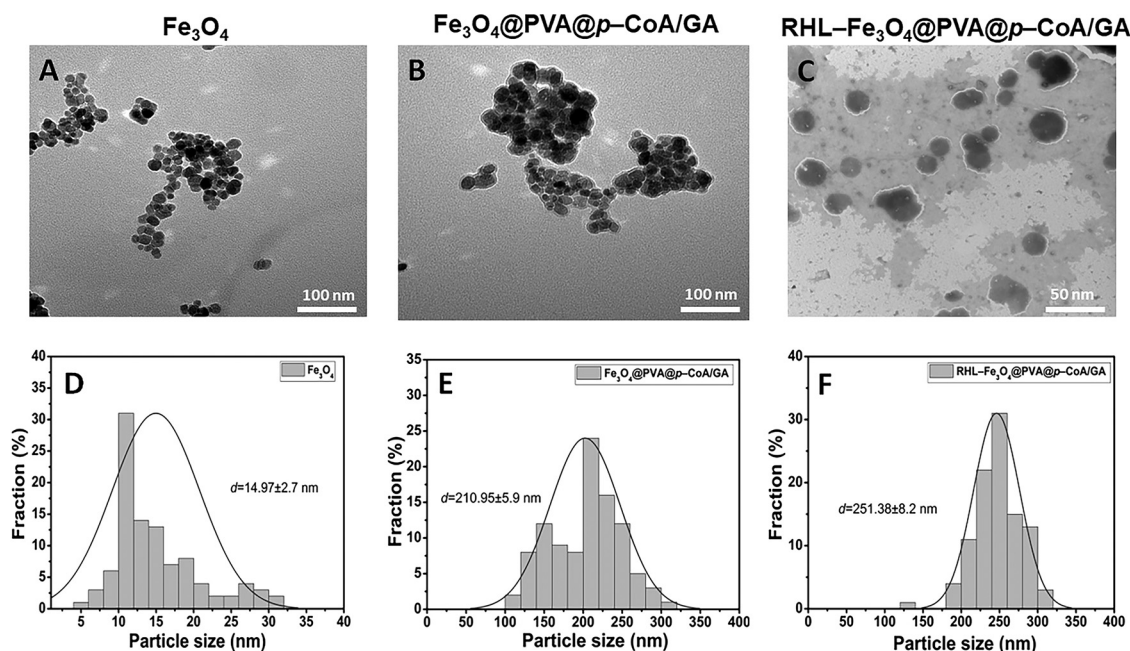 Fe₃O₄
Fe₃O₄@PVA@p–CoA/GA
RHL–Fe₃O₄@PVA@p–CoA/GA
A
100 nm
B
100 nm
C
50 nm
D
Fe₃O₄
d=14.97±2.7 nm
Fraction (%)
40
35
30
25
20
15
10
5
0
5 10 15 20 25 30 35 40
Particle size (nm)
E
Fe₃O₄@PVA@p–CoA/GA
d=210.95±5.9 nm
Fraction (%)
35
30
25
20
15
10
5
0
0 50 100 150 200 250 300 350 400
Particle size (nm)
F
RHL–Fe₃O₄@PVA@p–CoA/GA
d=251.38±8.2 nm
Fraction (%)
40
30
20
10
0
0 50 100 150 200 250 300 350 400
Particle size (nm)